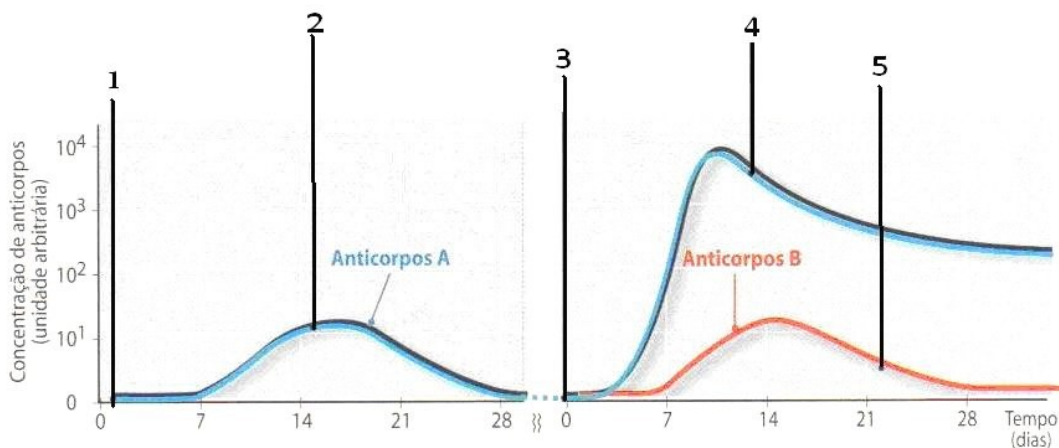 1
2
3
4
5
Concentração de anticorpos
(unidade arbitrária)
10⁴
10³
10²
10¹
0
Anticorpos A
Anticorpos B
0 7 14 21 28 0 7 14 21 28 Tempo
(dias)